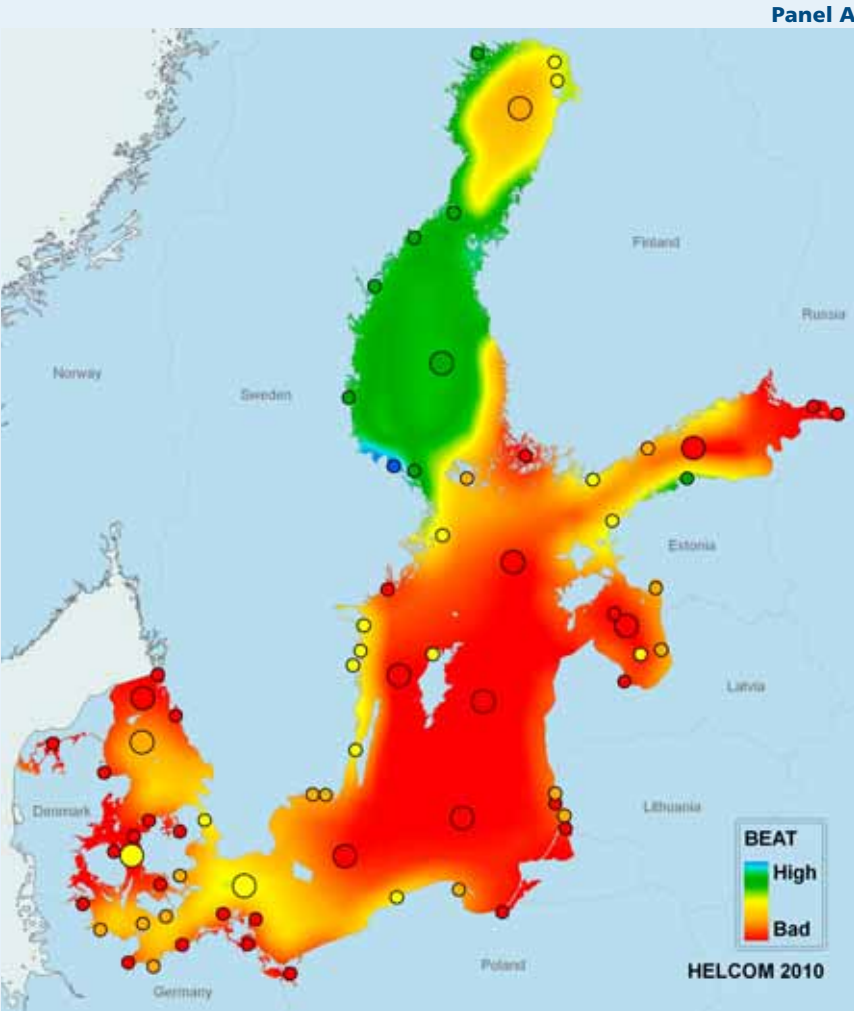 Panel A
Finland
Russia
Norway
Sweden
Estonia
Latvia
Denmark
Lithuania
BEAT
High
Bad
HELCOM 2010
Poland
Germany